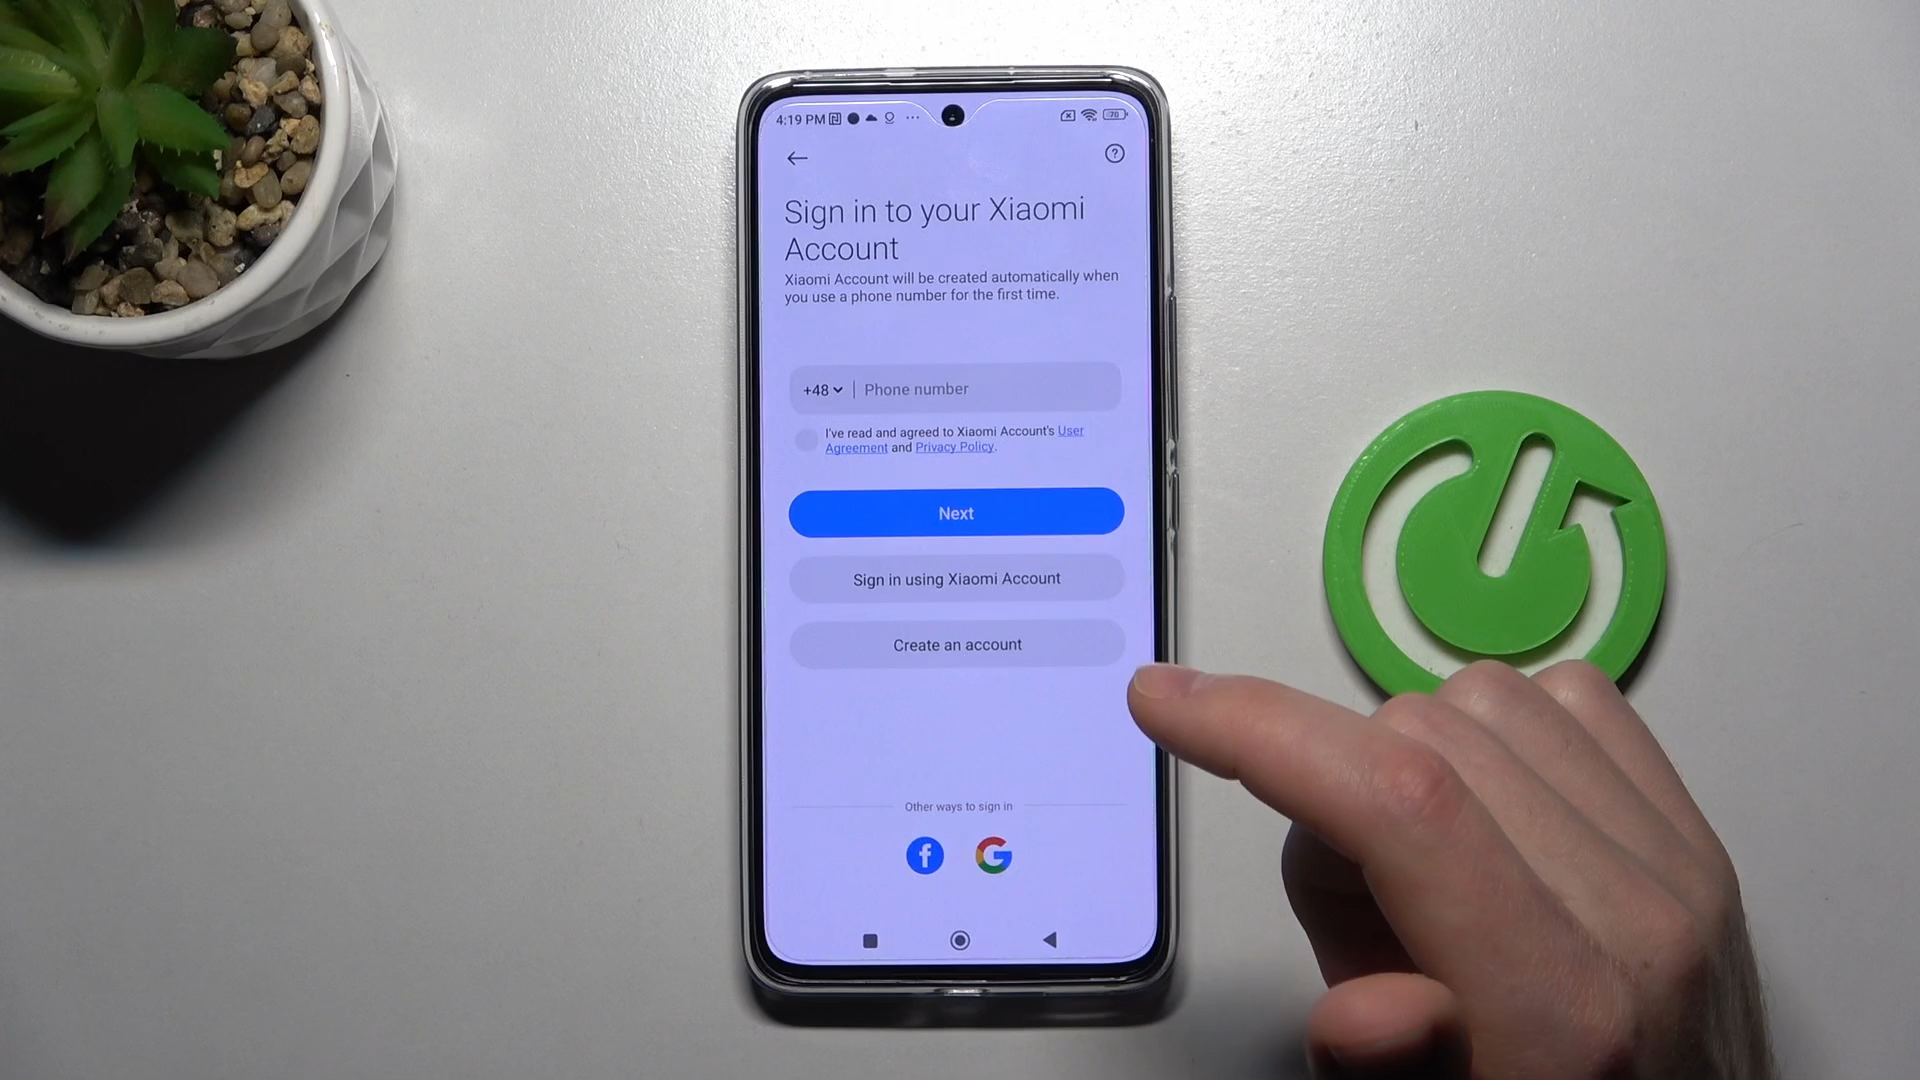 4:19 PM
70
Sign in to your Xiaomi
Account
Xiaomi Account will be created automatically when
you use a phone number for the first time.
+48 Phone number
I've read and agreed to Xiaomi Account's User
Agreement and Privacy Policy.
Next
Sign in using Xiaomi Account
Create an account
Other ways to sign in